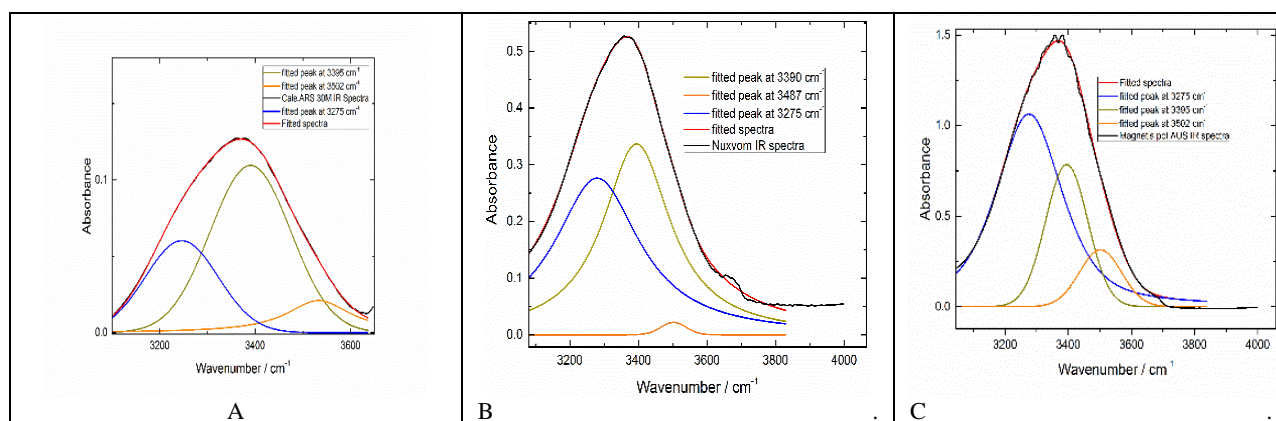 fitted peak at 3395 cm⁻¹
fitted peak at 3502 cm⁻¹
Calc.ARS 30M IR Spectra
fitted peak at 3275 cm⁻¹
Fitted spectra
0.1
0.0
Absorbance
3200 3400 3600
Wavenumber / cm⁻¹
A
fitted peak at 3390 cm⁻¹
fitted peak at 3487 cm⁻¹
fitted peak at 3275 cm⁻¹
fitted spectra
Nuxvom IR spectra
0.5
0.4
0.3
0.2
0.1
0.0
Absorbance
3200 3400 3600 3800 4000
Wavenumber / cm⁻¹
B .
Fitted spectra
fitted peak at 3275 cm⁻¹
fitted peak at 3395 cm⁻¹
fitted peak at 3502 cm⁻¹
Magnetis pol AUS IR spectra
1.5
1.0
0.5
0.0
Absorbance
3200 3400 3600 3800 4000
Wavenumber / cm⁻¹
C .